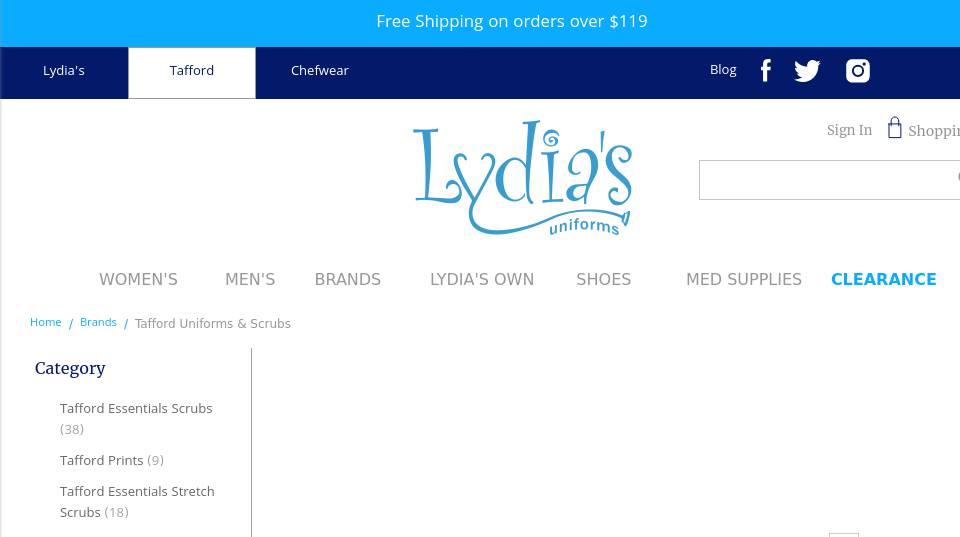 Free Shipping on orders over $119
Lydia's Tafford Chefwear Blog
Sign In
Lydia's
uniforms
WOMEN'S MEN'S BRANDS LYDIA'S OWN SHOES MED SUPPLIES CLEARANCE
Home / Brands / Tafford Uniforms & Scrubs
Category
Tafford Essentials Scrubs
(38)
Tafford Prints (9)
Tafford Essentials Stretch
Scrubs (18)